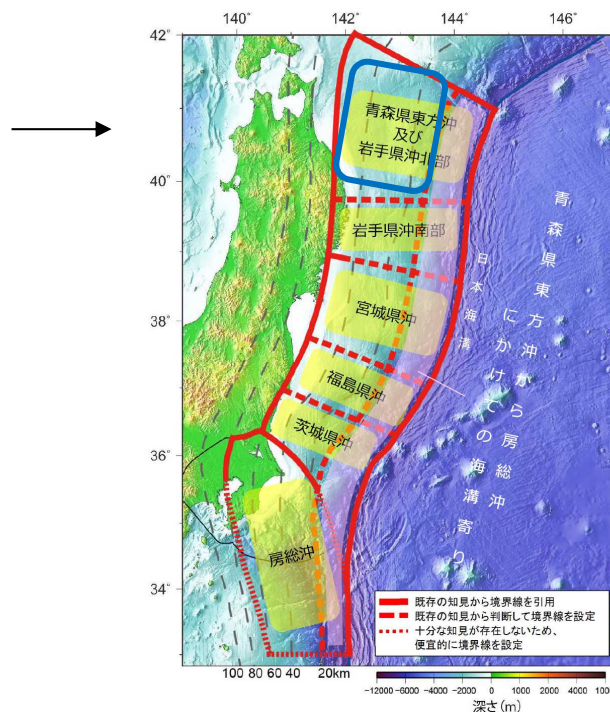 140°
142°
144°
146°
42°
40°
38°
36°
34°
青森県東方沖
及び
岩手県沖北部
岩手県沖南部
宮城県沖
福島県沖
茨城県沖
房総沖
日本海溝
青森県東方沖から房総沖
にかけての海溝寄り
既存の知見から境界線を引用
既存の知見から判断して境界線を設定
十分な知見が存在しないため、
便宜的に境界線を設定
100 80 60 40 20km
-12000 -6000 -4000 -2000 0 2000 4000 6000
深さ(m)